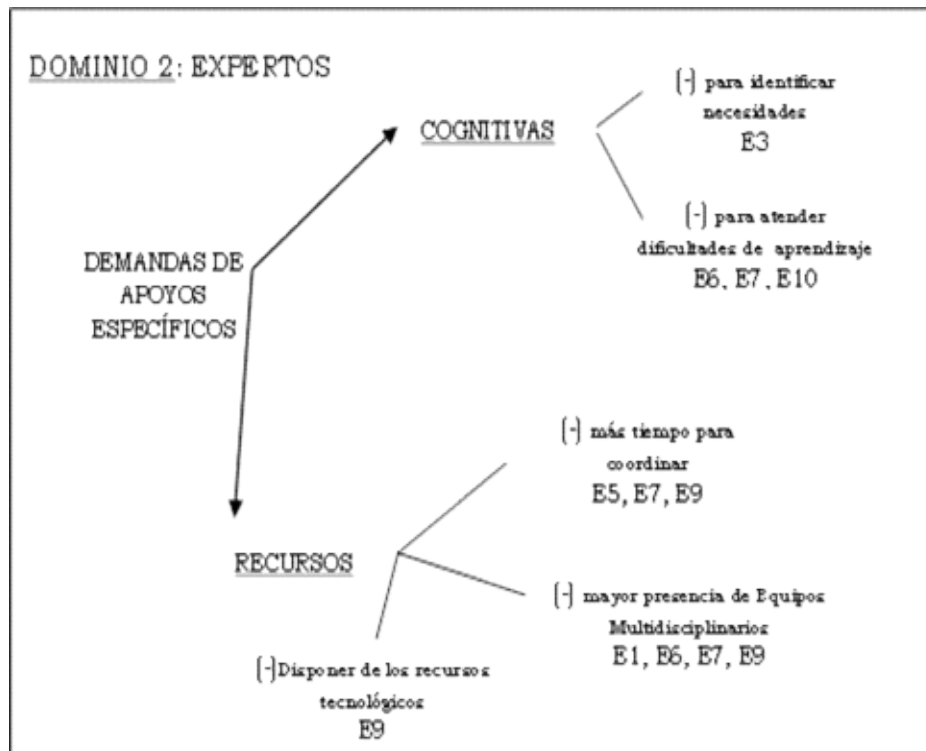 DOMINIO 2: EXPERTOS
COGNITIVAS
(-) para identificar
necesidades
E3
(-) para atender
dificultades de aprendizaje
E6, E7, E10
DEMANDAS DE
APOYOS
ESPECÍFICOS
(-) más tiempo para
coordinar
E5, E7, E9
RECURSOS
(-) mayor presencia de Equipos
Multidisciplinarios
E1, E6, E7, E9
(-)Disponer de los recursos
tecnológicos
E9